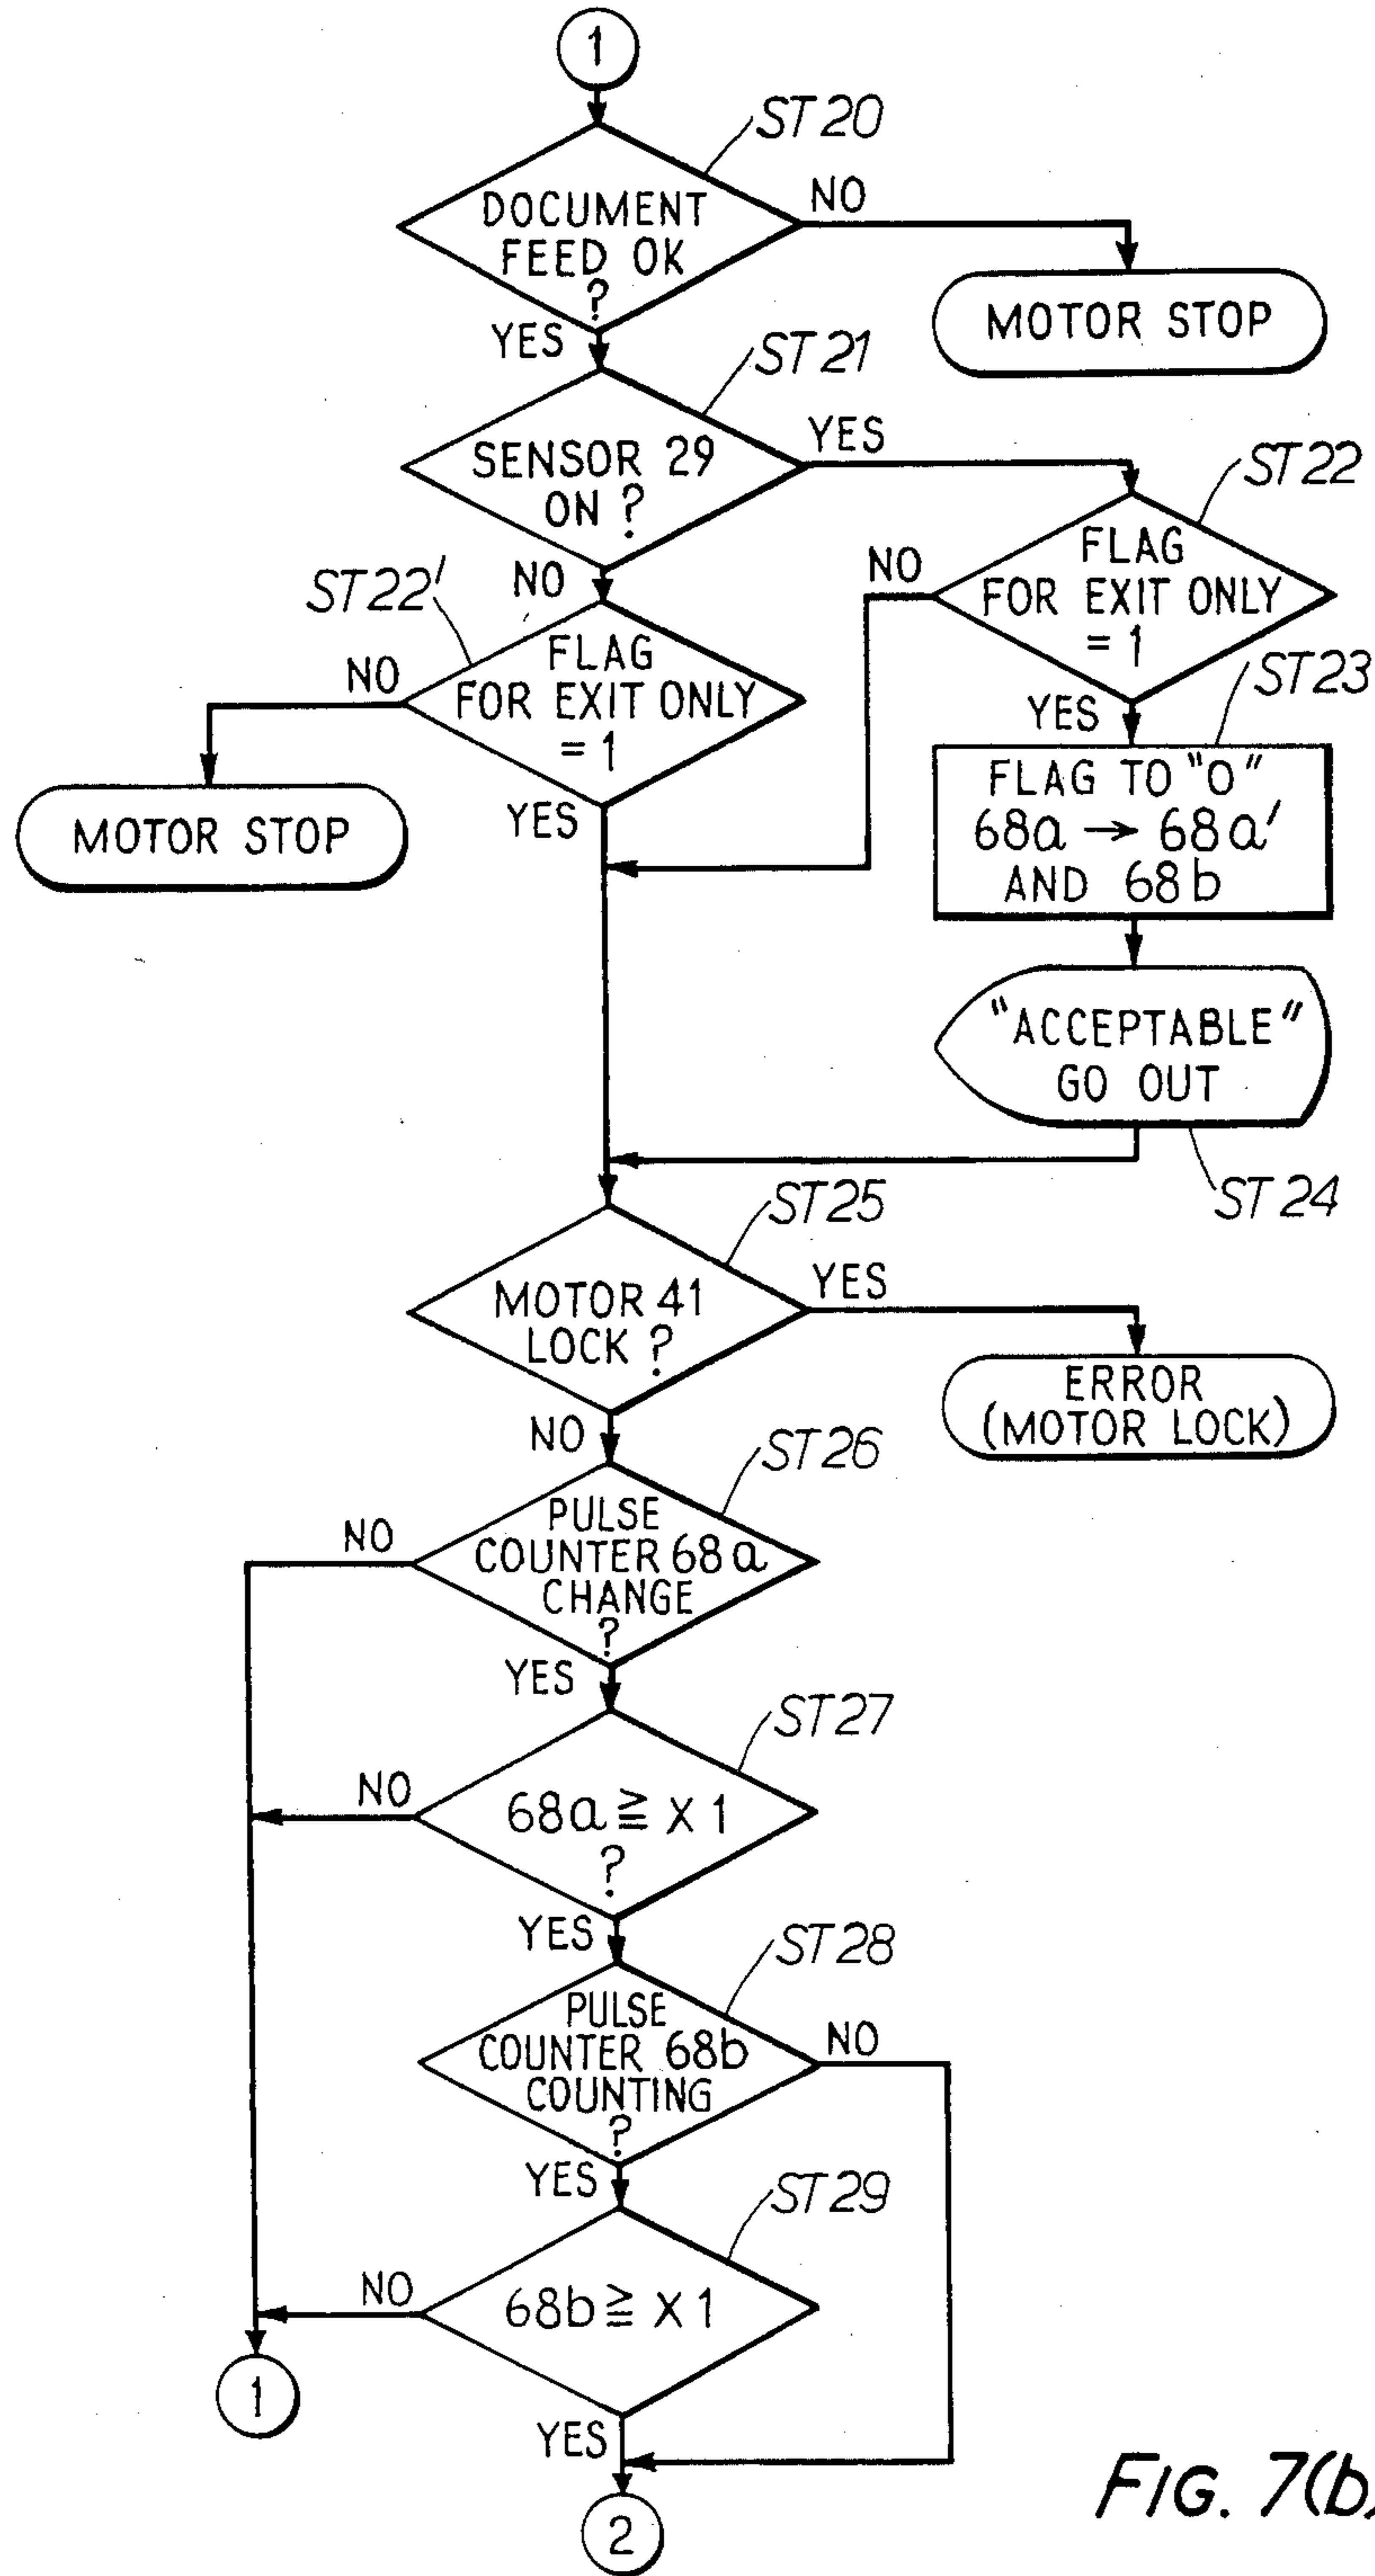 1
ST20
DOCUMENT
FEED OK
?
NO
MOTOR STOP
YES
ST21
SENSOR 29
ON ?
YES
ST22
FLAG
FOR EXIT ONLY
= 1
NO
NO
ST22'
FLAG
FOR EXIT ONLY
= 1
NO
MOTOR STOP
YES
YES
ST23
FLAG TO "0"
68a → 68a'
AND 68b
"ACCEPTABLE"
GO OUT
ST24
ST25
MOTOR 41
LOCK ?
YES
ERROR
(MOTOR LOCK)
NO
ST26
PULSE
COUNTER 68a
CHANGE
?
NO
YES
ST27
68a ≧ X 1
?
NO
YES
ST28
PULSE
COUNTER 68b
COUNTING
?
NO
YES
ST29
68b ≧ X 1
NO
1
YES
2
FIG. 7(b)